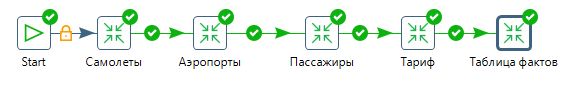 Start Самолеты Аэропорты Пассажиры Тариф Таблица фактов